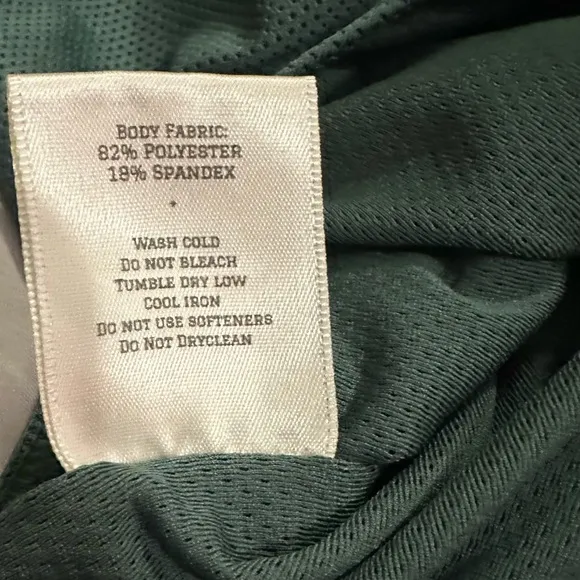 BODY FABRIC:
82% POLYESTER
18% SPANDEX
WASH COLD
DO NOT BLEACH
TUMBLE DRY LOW
COOL IRON
DO NOT USE SOFTENERS
DO NOT DRYCLEAN